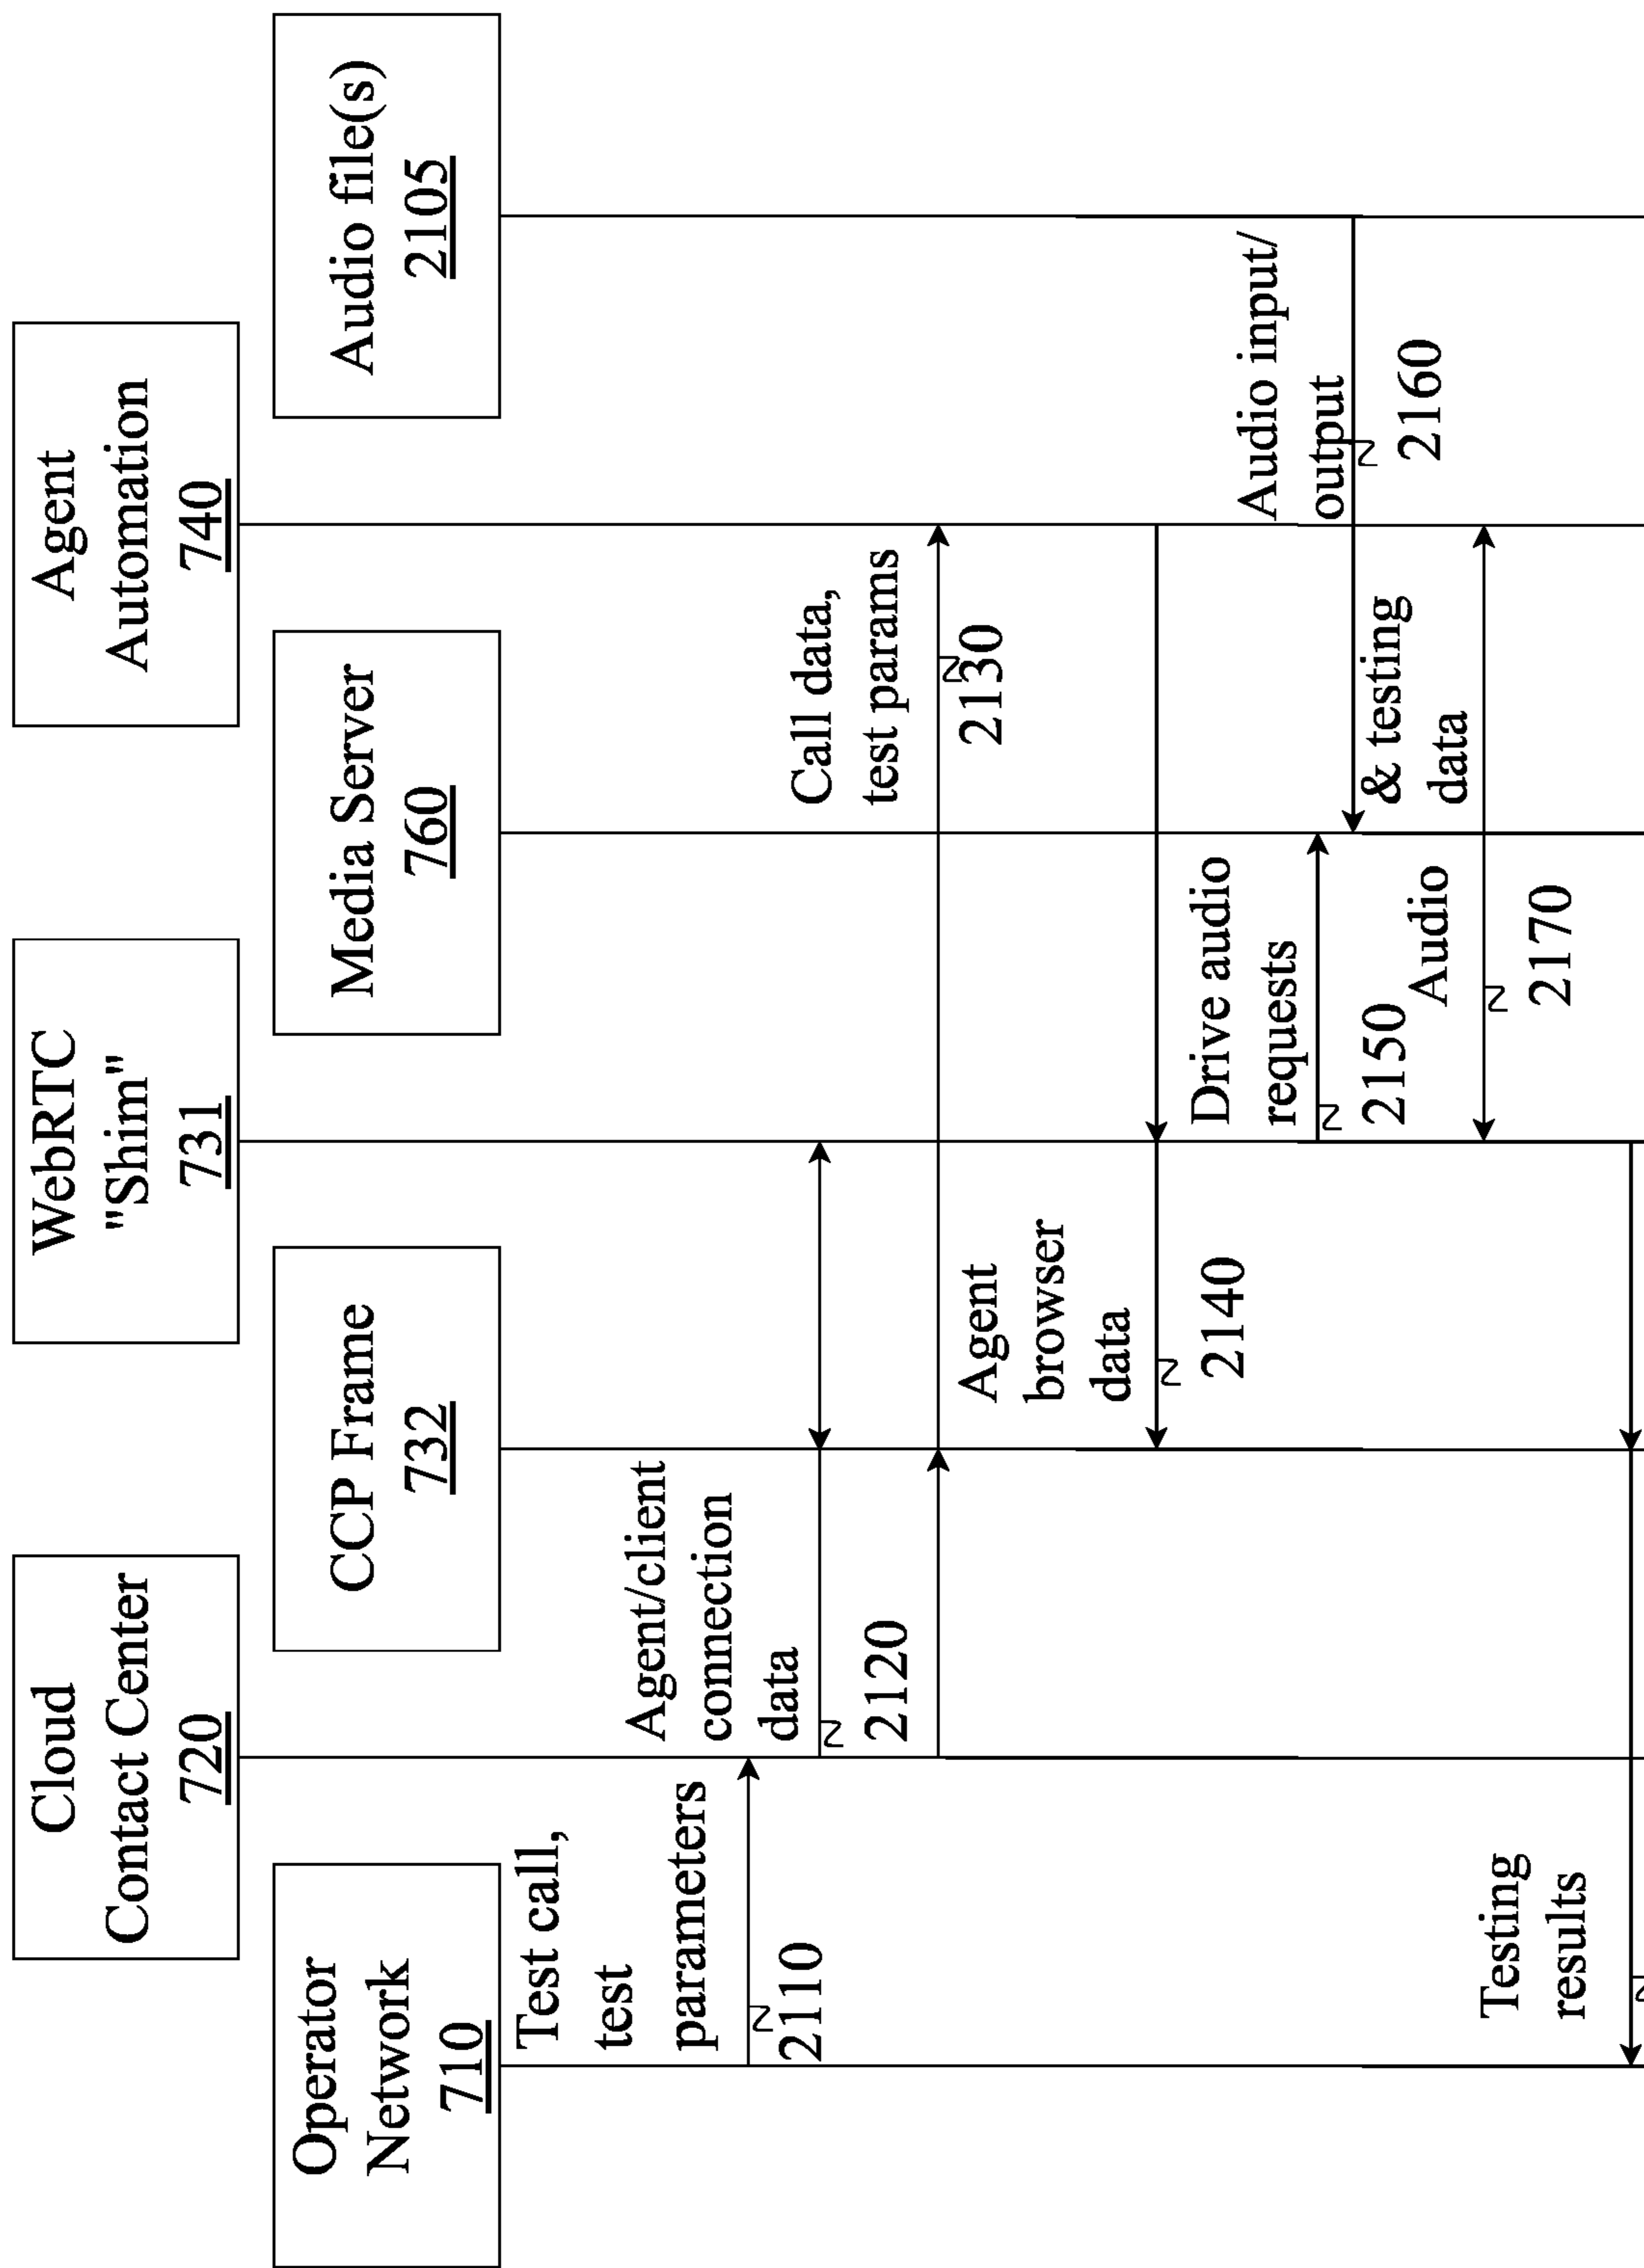 Cloud
Contact Center
720
WebRTC
"Shim"
731
Agent
Automation
740
Operator
Network
710
CCP Frame
732
Media Server
760
Audio file(s)
2105
Test call,
test
parameters
2110
Agent/client
connection
data
2120
Call data,
test params
2130
Agent
browser
data
2140
Drive audio
requests
2150
Audio input/
output
2160
Audio
& testing
data
2170
Testing
results